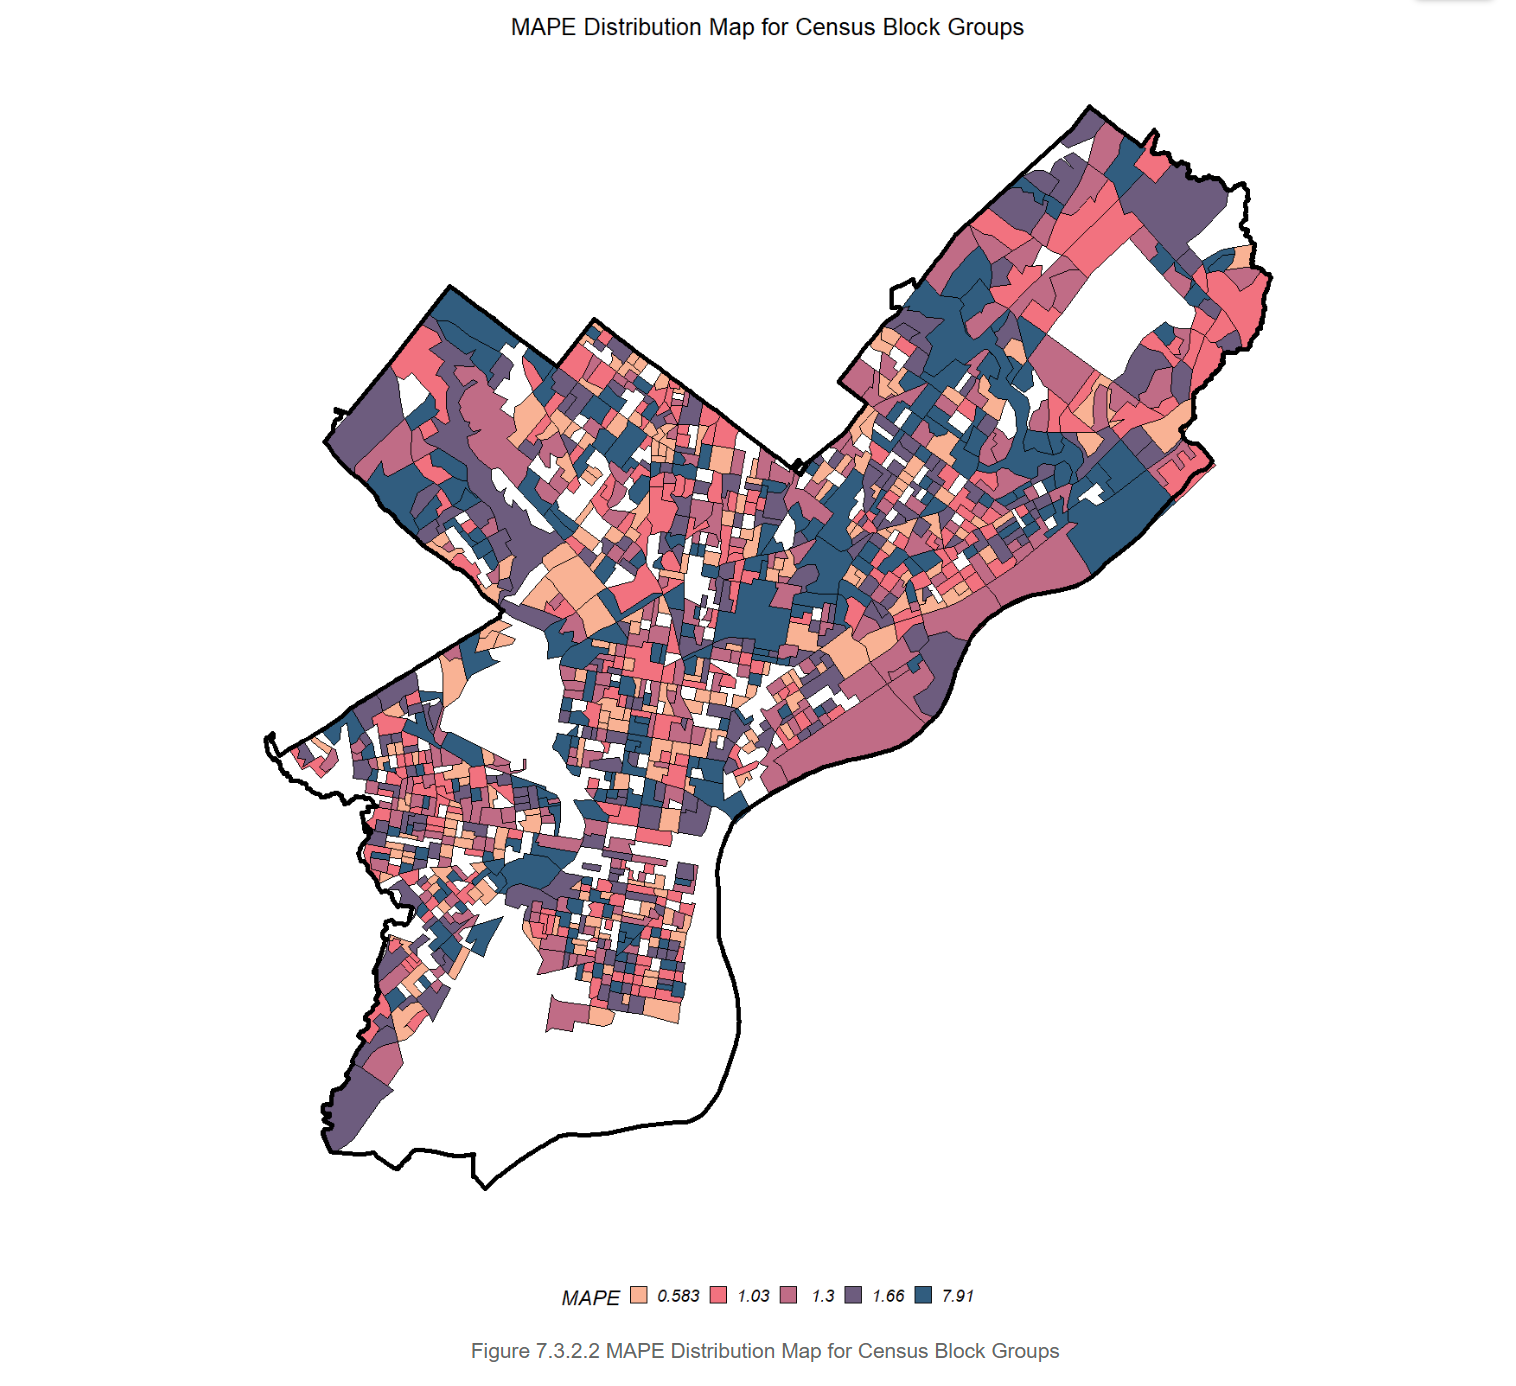 MAPE Distribution Map for Census Block Groups
MAPE 0.583 1.03 1.3 1.66 7.91
Figure 7.3.2.2 MAPE Distribution Map for Census Block Groups